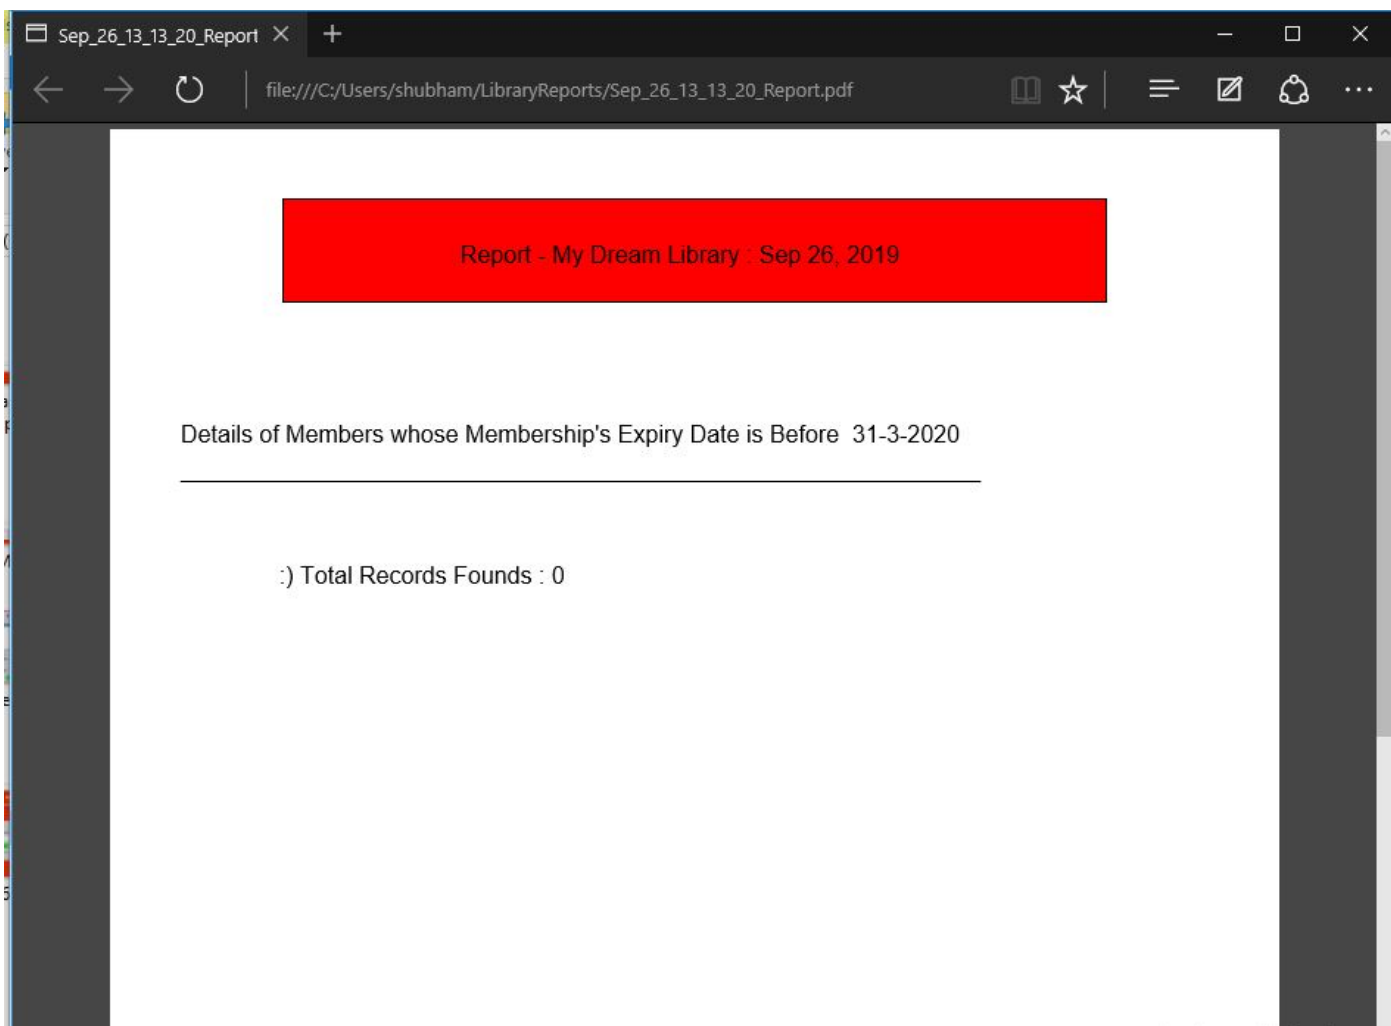 Sep_26_13_13_20_Report
file:///C:/Users/shubham/LibraryReports/Sep_26_13_13_20_Report.pdf
Report - My Dream Library : Sep 26, 2019
Details of Members whose Membership's Expiry Date is Before 31-3-2020
:) Total Records Founds : 0